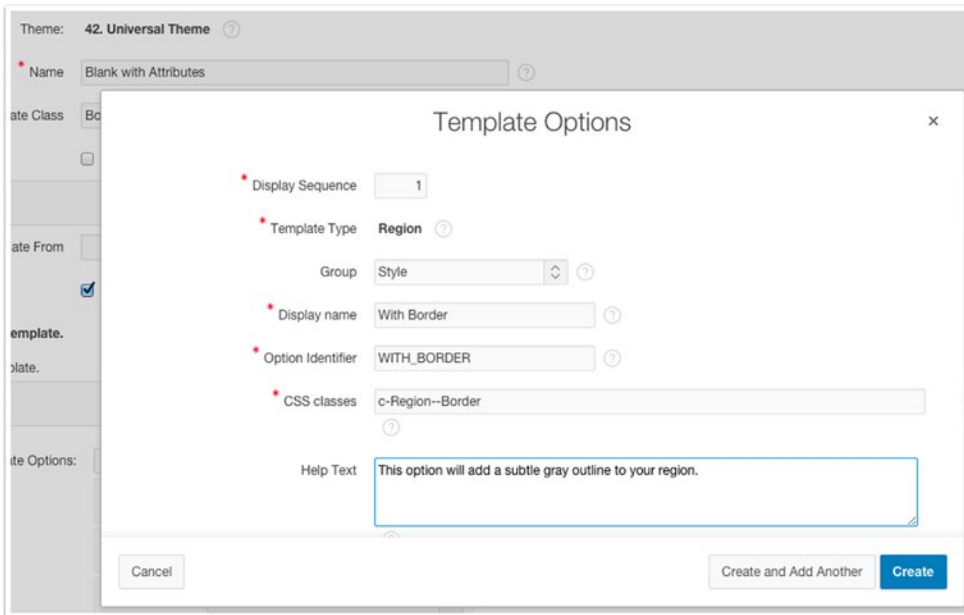 Theme: 42. Universal Theme ?
* Name Blank with Attributes ?
ate Class Bo
Template Options ×
* Display Sequence 1
* Template Type Region ?
Group Style ?
* Display name With Border ?
* Option Identifier WITH_BORDER ?
* CSS classes c-Region--Border
?
Help Text This option will add a subtle gray outline to your region.
ate From
emplate.
plate.
ate Options:
Cancel Create and Add Another Create